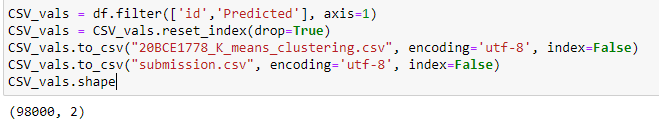 CSV_vals = df.filter(['id','Predicted'], axis=1)
CSV_vals = CSV_vals.reset_index(drop=True)
CSV_vals.to_csv("20BCE1778_K_means_clustering.csv", encoding='utf-8', index=False)
CSV_vals.to_csv("submission.csv", encoding='utf-8', index=False)
CSV_vals.shape
(98000, 2)